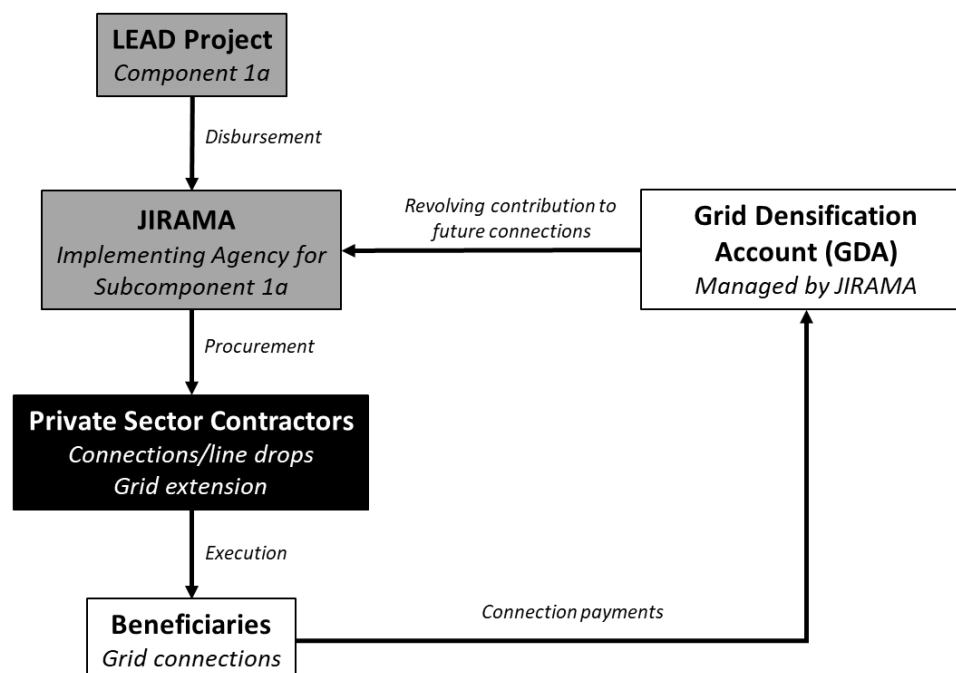 LEAD Project
Component 1a
Disbursement
JIRAMA
Implementing Agency for
Subcomponent 1a
Revolving contribution to
future connections
Grid Densification
Account (GDA)
Managed by JIRAMA
Procurement
Private Sector Contractors
Connections/line drops
Grid extension
Execution
Beneficiaries
Grid connections
Connection payments